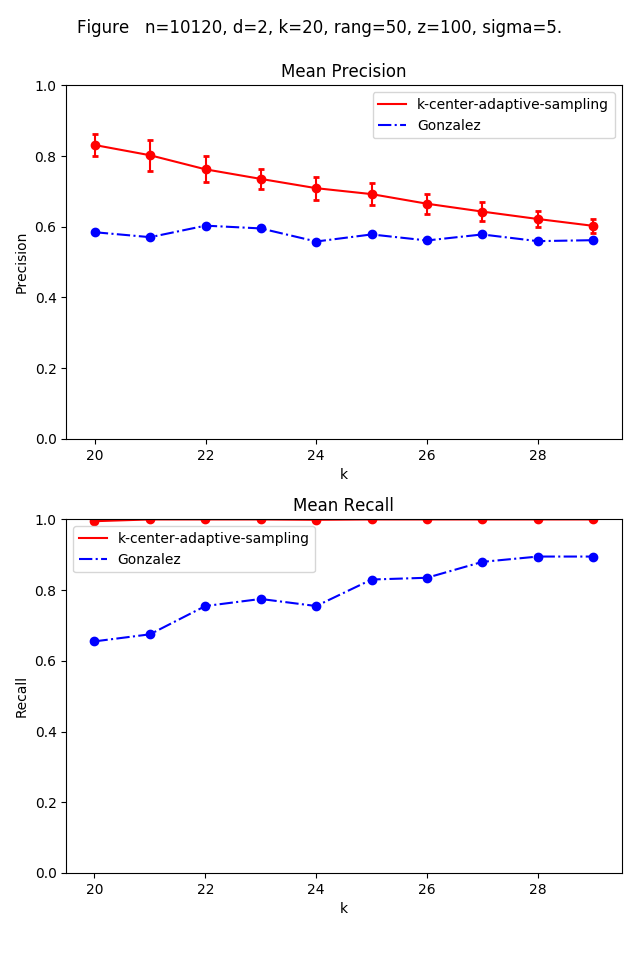 Figure   n=10120, d=2, k=20, rang=50, z=100, sigma=5.
Mean Precision
1.0
0.8
0.6
0.4
0.2
0.0
Precision
k-center-adaptive-sampling
Gonzalez
20 22 24 26 28
k
Mean Recall
1.0
0.8
0.6
0.4
0.2
0.0
Recall
k-center-adaptive-sampling
Gonzalez
20 22 24 26 28
k